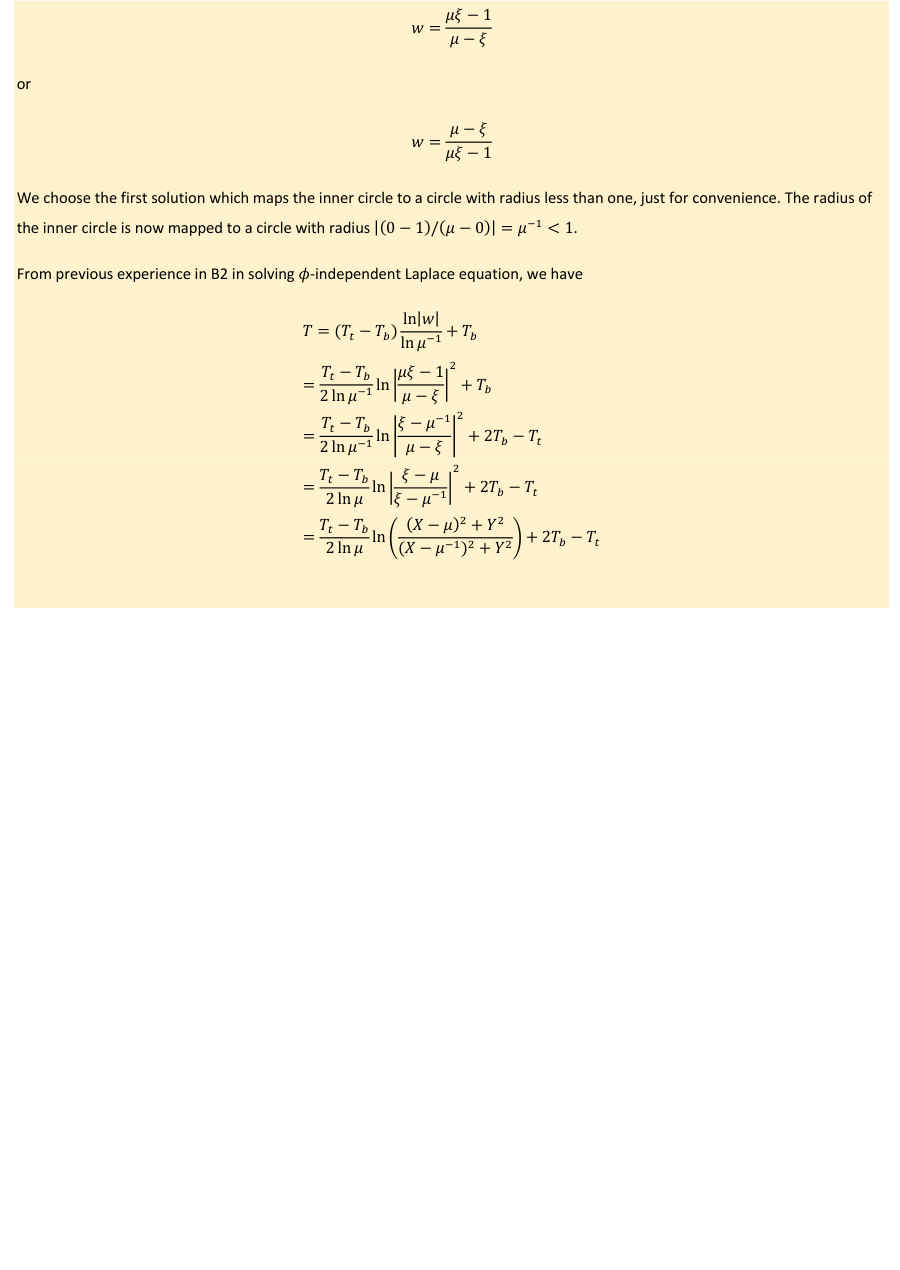 w = (μξ − 1)/(μ − ξ)
or
w = (μ − ξ)/(μξ − 1)
We choose the first solution which maps the inner circle to a circle with radius less than one, just for convenience. The radius of
the inner circle is now mapped to a circle with radius |(0 − 1)/(μ − 0)| = μ⁻¹ < 1.
From previous experience in B2 in solving ϕ-independent Laplace equation, we have
T = (T_t − T_b) ln|w| / ln μ⁻¹ + T_b
= (T_t − T_b)/(2 ln μ⁻¹) ln |(μξ − 1)/(μ − ξ)|² + T_b
= (T_t − T_b)/(2 ln μ⁻¹) ln |(ξ − μ⁻¹)/(μ − ξ)|² + 2T_b − T_t
= (T_t − T_b)/(2 ln μ) ln |(ξ − μ)/(ξ − μ⁻¹)|² + 2T_b − T_t
= (T_t − T_b)/(2 ln μ) ln (((X − μ)² + Y²)/((X − μ⁻¹)² + Y²)) + 2T_b − T_t